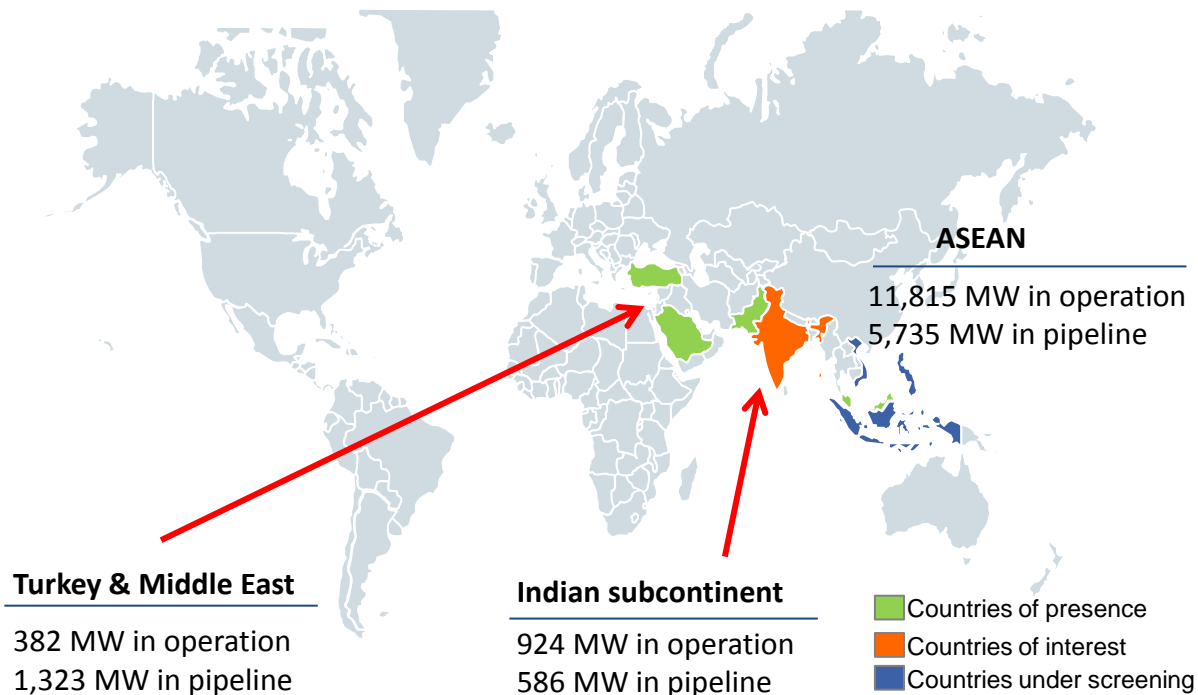 ASEAN
11,815 MW in operation
5,735 MW in pipeline
Turkey & Middle East
382 MW in operation
1,323 MW in pipeline
Indian subcontinent
924 MW in operation
586 MW in pipeline
Countries of presence
Countries of interest
Countries under screening